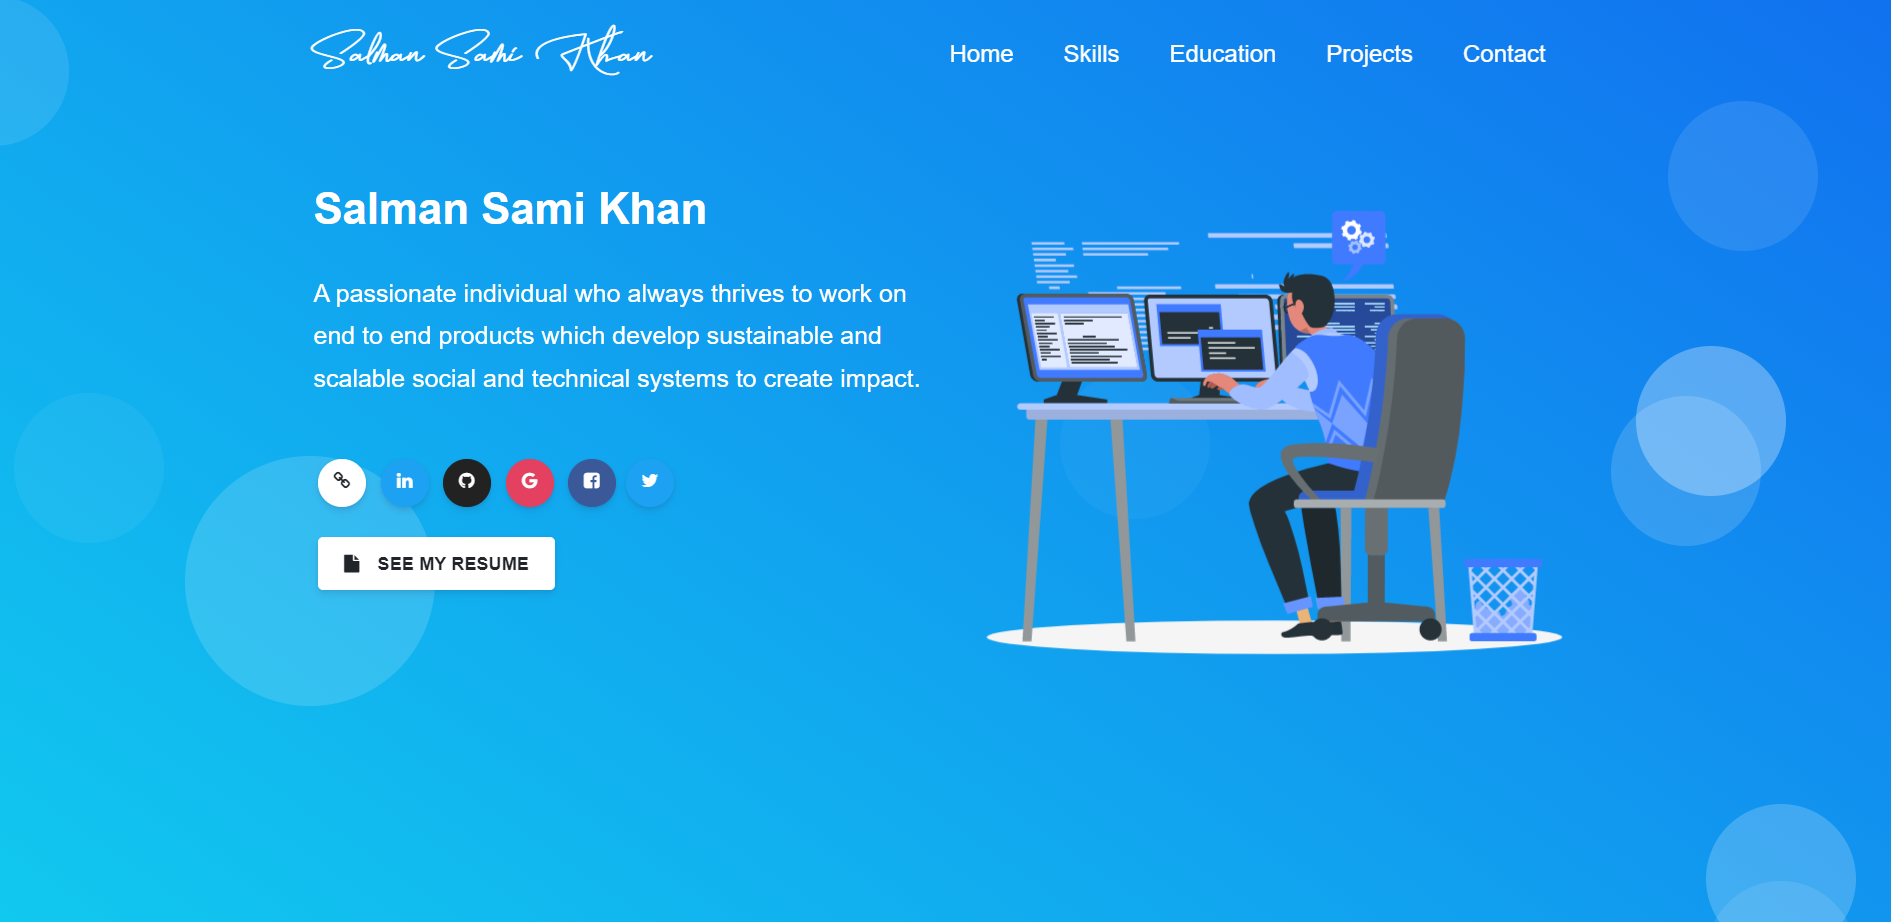 Salman Sami Khan
Home Skills Education Projects Contact
Salman Sami Khan
A passionate individual who always thrives to work on
end to end products which develop sustainable and
scalable social and technical systems to create impact.
SEE MY RESUME